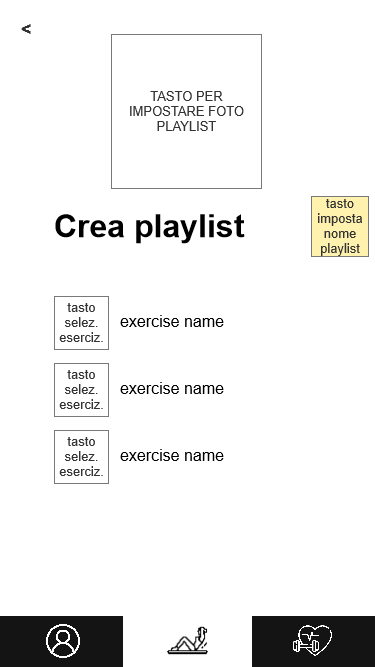 <
TASTO PER
IMPOSTARE FOTO
PLAYLIST
Crea playlist
tasto
imposta
nome
playlist
tasto
selez.
eserciz.
exercise name
tasto
selez.
eserciz.
exercise name
tasto
selez.
eserciz.
exercise name